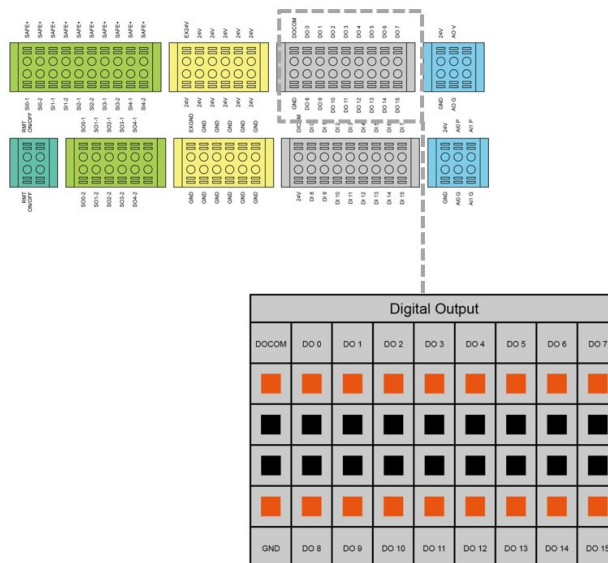 SAFE+ SAFE+ SAFE+ SAFE+ SAFE+ SAFE+ SAFE+ SAFE+ SAFE+
EX24V 24V 24V 24V 24V 24V
DOCOM DO 0 DO 1 DO 2 DO 3 DO 4 DO 5 DO 6 DO 7
24V AO V
SI0-1 SI0-2 SI1-1 SI1-2 SI2-1 SI2-2 SI3-1 SI3-2 SI4-1 SI4-2
24V 24V 24V 24V 24V 24V
GND DO 8 DO 9 DO 10 DO 11 DO 12 DO 13 DO 14 DO 15
GND AO G
RMT
ON/OFF
SO0-1 SO1-1 SO2-1 SO3-1 SO4-1
EXGND GND GND GND GND GND
DICOM DI 0 DI 1 DI 2 DI 3 DI 4 DI 5 DI 6 DI 7
24V AI0 P AI1 P
RMT
ON/OFF
SO0-2 SO1-2 SO2-2 SO3-2 SO4-2
GND GND GND GND GND GND
24V DI 8 DI 9 DI 10 DI 11 DI 12 DI 13 DI 14 DI 15
GND AI0 G AI1 G
Digital Output
DOCOM DO 0 DO 1 DO 2 DO 3 DO 4 DO 5 DO 6 DO 7
GND DO 8 DO 9 DO 10 DO 11 DO 12 DO 13 DO 14 DO 15